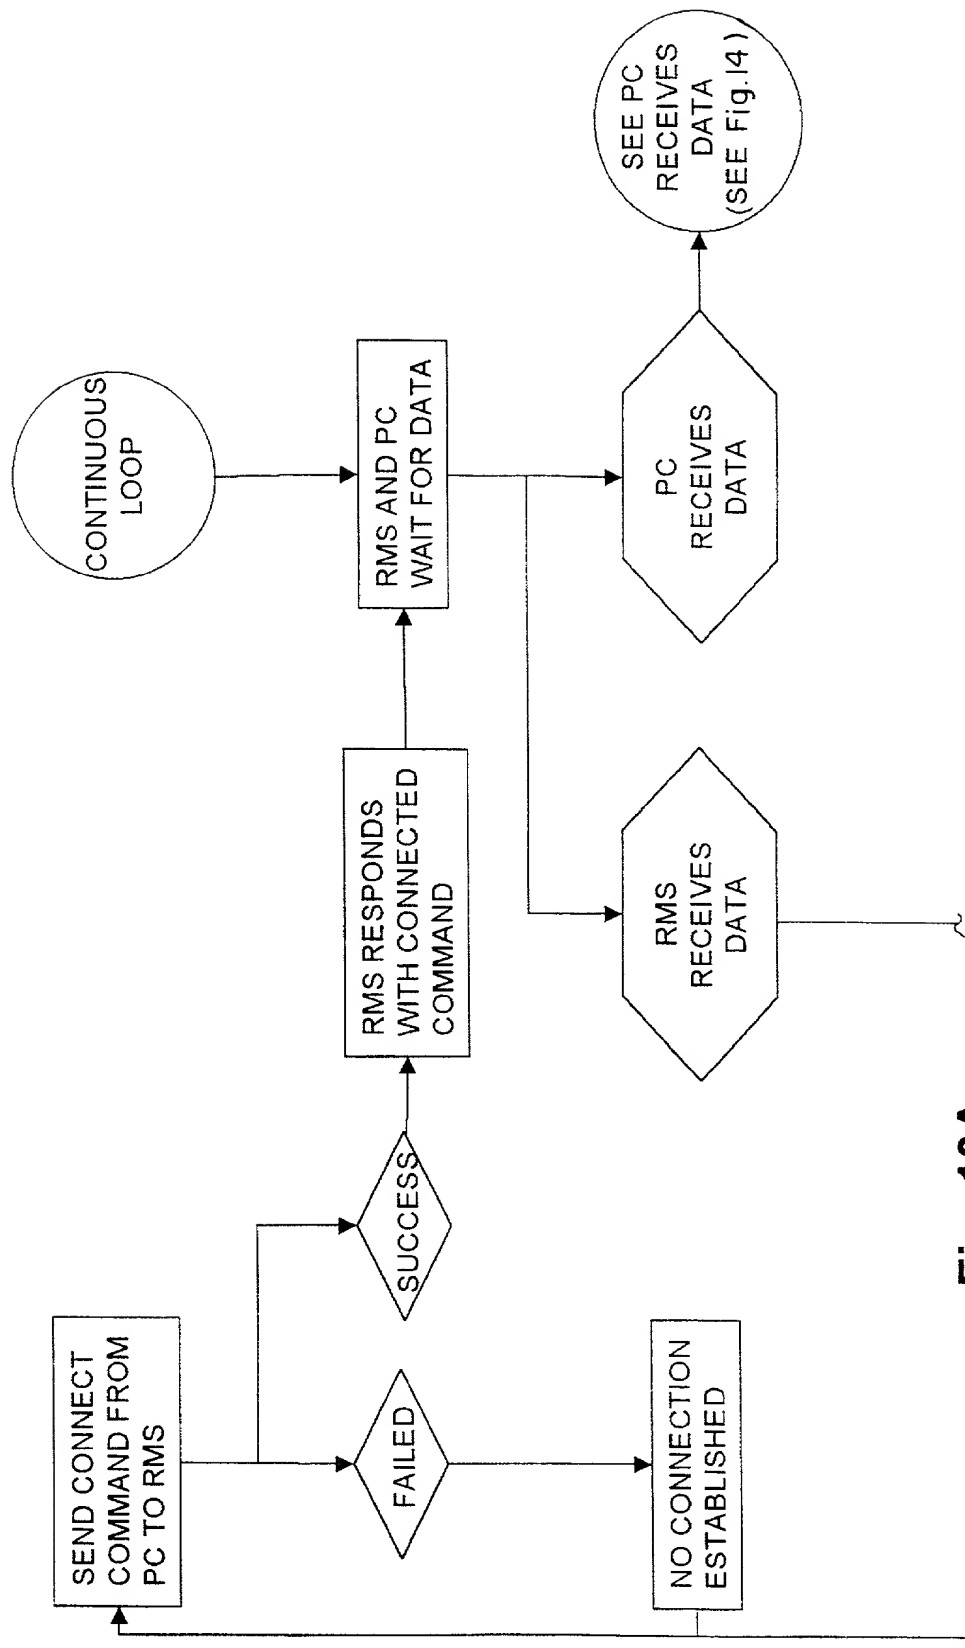 SEND CONNECT
COMMAND FROM
PC TO RMS
FAILED
NO CONNECTION
ESTABLISHED
SUCCESS
RMS RESPONDS
WITH CONNECTED
COMMAND
CONTINUOUS
LOOP
RMS AND PC
WAIT FOR DATA
RMS
RECEIVES
DATA
PC
RECEIVES
DATA
SEE PC
RECEIVES
DATA
(SEE Fig.14)